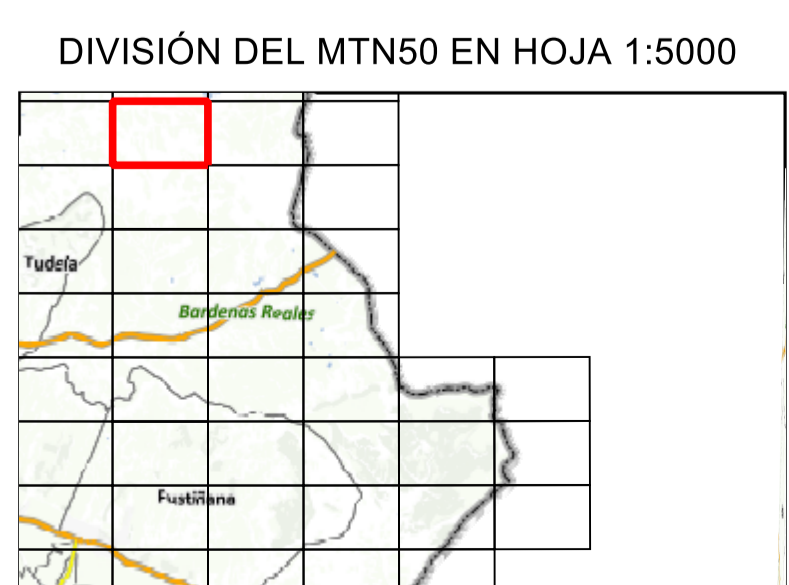 DIVISIÓN DEL MTN50 EN HOJA 1:5000
Tudela
Bardenas Reales
Fustiñana